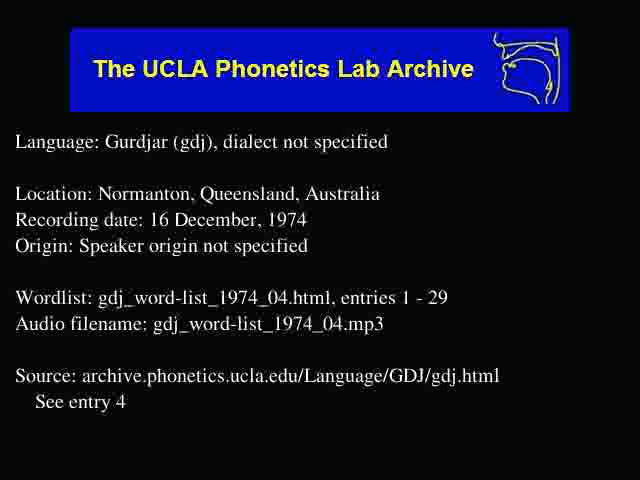 The UCLA Phonetics Lab Archive
Language: Gurdjar (gdj), dialect not specified
Location: Normanton, Queensland, Australia
Recording date: 16 December, 1974
Origin: Speaker origin not specified
Wordlist: gdj_word-list_1974_04.html, entries 1 - 29
Audio filename: gdj_word-list_1974_04.mp3
Source: archive.phonetics.ucla.edu/Language/GDJ/gdj.html
See entry 4